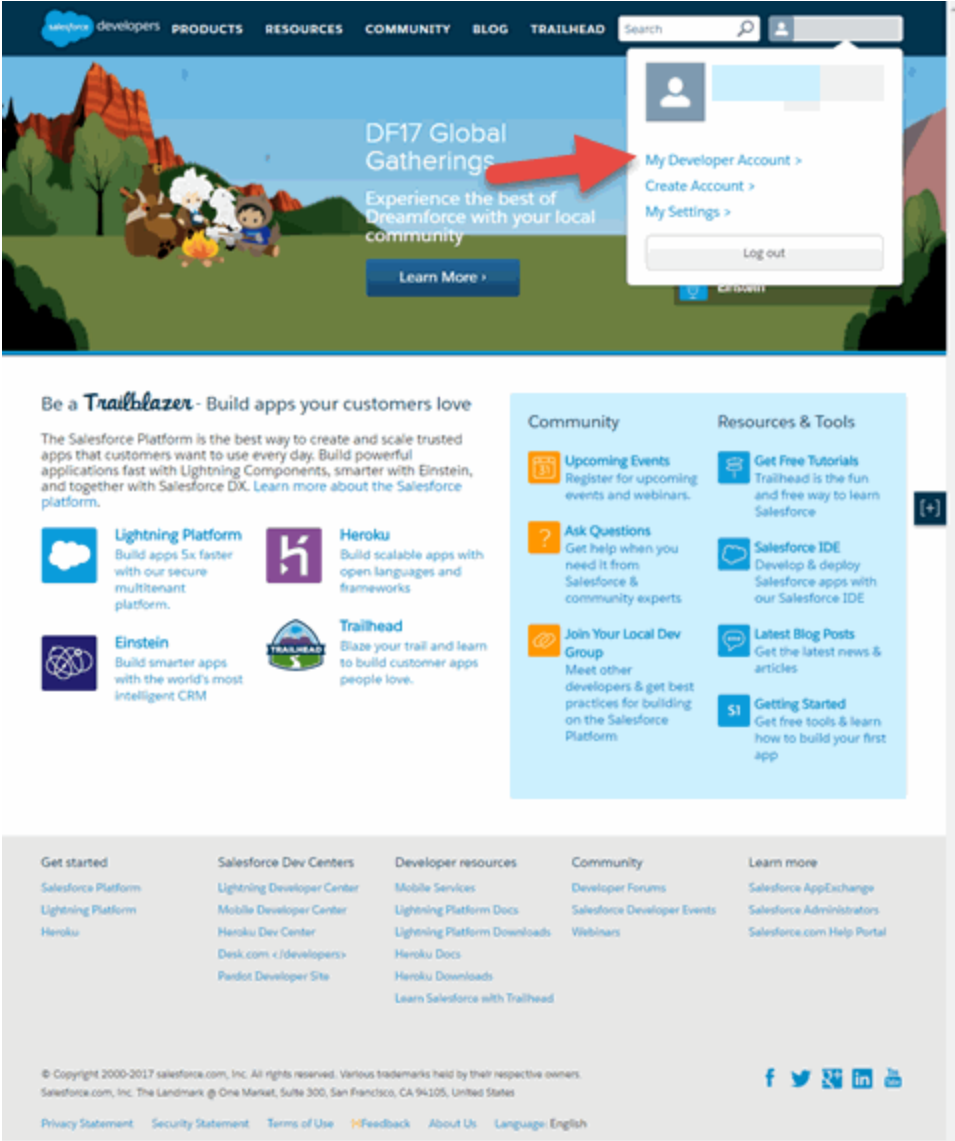 salesforce developers PRODUCTS RESOURCES COMMUNITY BLOG TRAILHEAD Search
DF17 Global
Gatherings
Experience the best of
Dreamforce with your local
community
Learn More ›
My Developer Account >
Create Account >
My Settings >
Log out
Einstein
Be a Trailblazer - Build apps your customers love
The Salesforce Platform is the best way to create and scale trusted
apps that customers want to use every day. Build powerful
applications fast with Lightning Components, smarter with Einstein,
and together with Salesforce DX. Learn more about the Salesforce
platform.
Lightning Platform
Build apps 5x faster
with our secure
multitenant
platform.
Heroku
Build scalable apps with
open languages and
frameworks
Einstein
Build smarter apps
with the world's most
intelligent CRM
TRAILHEAD
Trailhead
Blaze your trail and learn
to build customer apps
people love.
Community
31
Upcoming Events
Register for upcoming
events and webinars.
?
Ask Questions
Get help when you
need it from
Salesforce &
community experts
Join Your Local Dev
Group
Meet other
developers & get best
practices for building
on the Salesforce
Platform
Resources & Tools
Get Free Tutorials
Trailhead is the fun
and free way to learn
Salesforce
Salesforce IDE
Develop & deploy
Salesforce apps with
our Salesforce IDE
Latest Blog Posts
Get the latest news &
articles
S1
Getting Started
Get free tools & learn
how to build your first
app
[+]
Get started
Salesforce Platform
Lightning Platform
Heroku
Salesforce Dev Centers
Lightning Developer Center
Mobile Developer Center
Heroku Dev Center
Desk.com </developers>
Pardot Developer Site
Developer resources
Mobile Services
Lightning Platform Docs
Lightning Platform Downloads
Heroku Docs
Heroku Downloads
Learn Salesforce with Trailhead
Community
Developer Forums
Salesforce Developer Events
Webinars
Learn more
Salesforce AppExchange
Salesforce Administrators
Salesforce.com Help Portal
© Copyright 2000-2017 salesforce.com, inc. All rights reserved. Various trademarks held by their respective owners.
Salesforce.com, Inc. The Landmark @ One Market, Suite 300, San Francisco, CA 94105, United States
Privacy Statement Security Statement Terms of Use [+]Feedback About Us Language: English